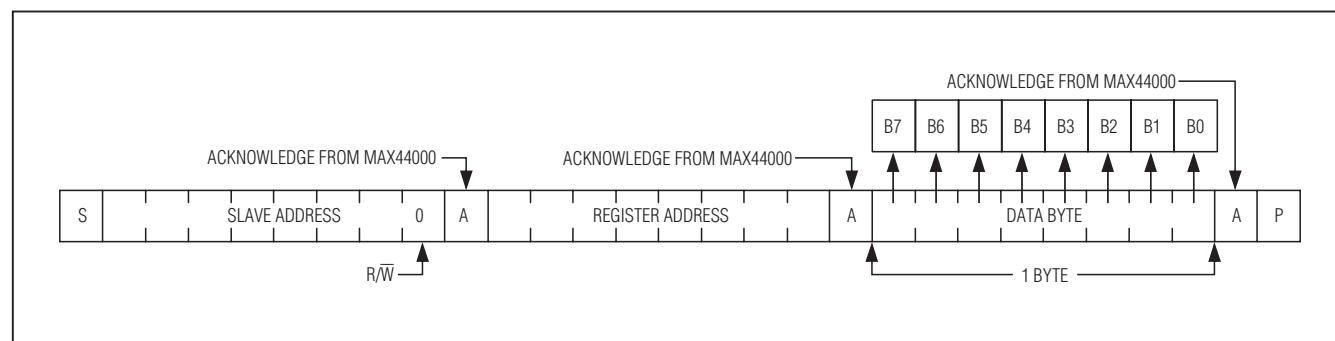 ACKNOWLEDGE FROM MAX44000
B7 B6 B5 B4 B3 B2 B1 B0
ACKNOWLEDGE FROM MAX44000 ACKNOWLEDGE FROM MAX44000
S SLAVE ADDRESS 0 A REGISTER ADDRESS A DATA BYTE A P
R/W̅ 1 BYTE